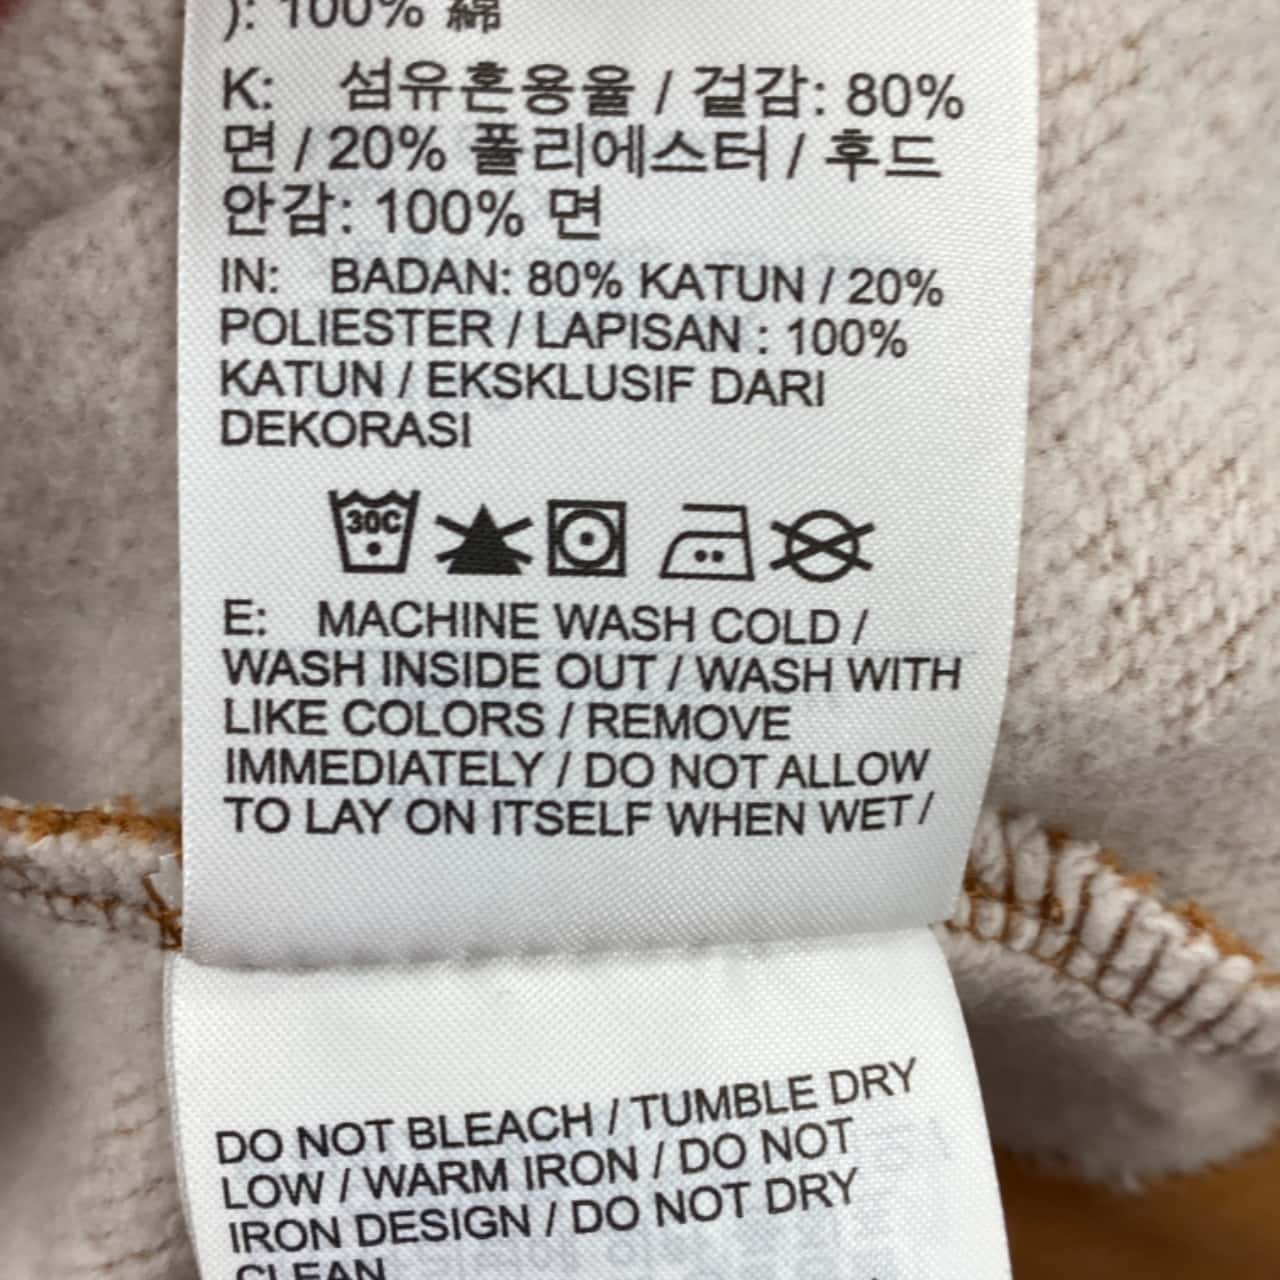 ): 100% 綿
K: 섬유혼용율 / 겉감: 80%
면 / 20% 폴리에스터 / 후드
안감: 100% 면
IN: BADAN: 80% KATUN / 20%
POLIESTER / LAPISAN : 100%
KATUN / EKSKLUSIF DARI
DEKORASI
30C
E: MACHINE WASH COLD /
WASH INSIDE OUT / WASH WITH
LIKE COLORS / REMOVE
IMMEDIATELY / DO NOT ALLOW
TO LAY ON ITSELF WHEN WET /
DO NOT BLEACH / TUMBLE DRY
LOW / WARM IRON / DO NOT
IRON DESIGN / DO NOT DRY
CLEAN